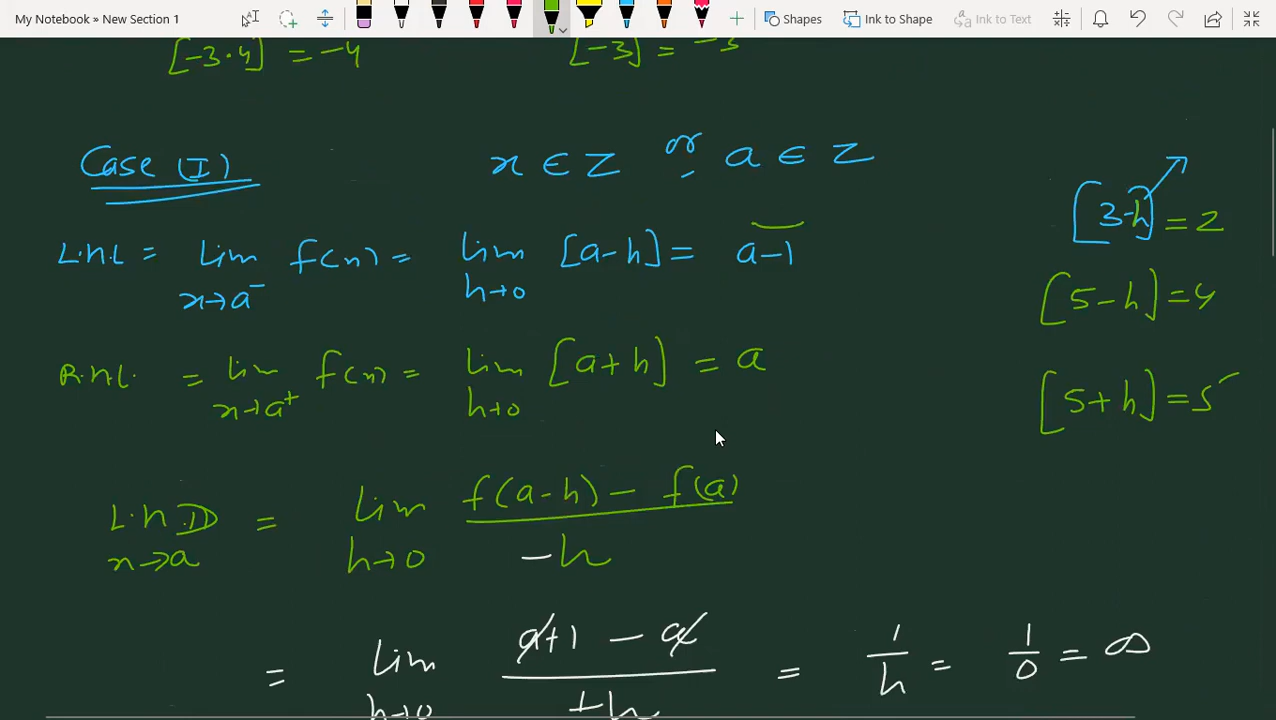 My Notebook » New Section 1
Shapes
Ink to Shape
Ink to Text
[-3.4] = -4 [-3] = -3
Case (I) x ∈ Z or a ∈ Z
[3-h] = 2
L.H.L = lim x→a⁻ f(x) = lim h→0 [a-h] = a-1
[5-h] = 4
R.H.L. = lim x→a⁺ f(x) = lim h→0 [a+h] = a
[5+h] = 5
L.H.D x→a = lim h→0 f(a-h) - f(a) / -h
= lim h→0 a+1 - a / +h = 1/h = 1/0 = ∞